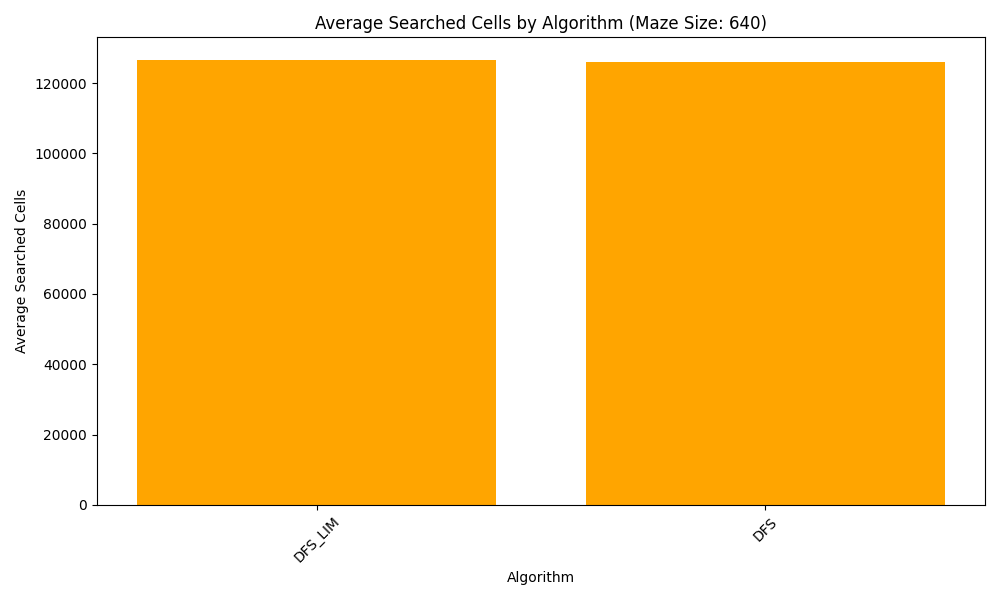 Average Searched Cells by Algorithm (Maze Size: 640)
Average Searched Cells
120000
100000
80000
60000
40000
20000
0
DFS_LIM
DFS
Algorithm